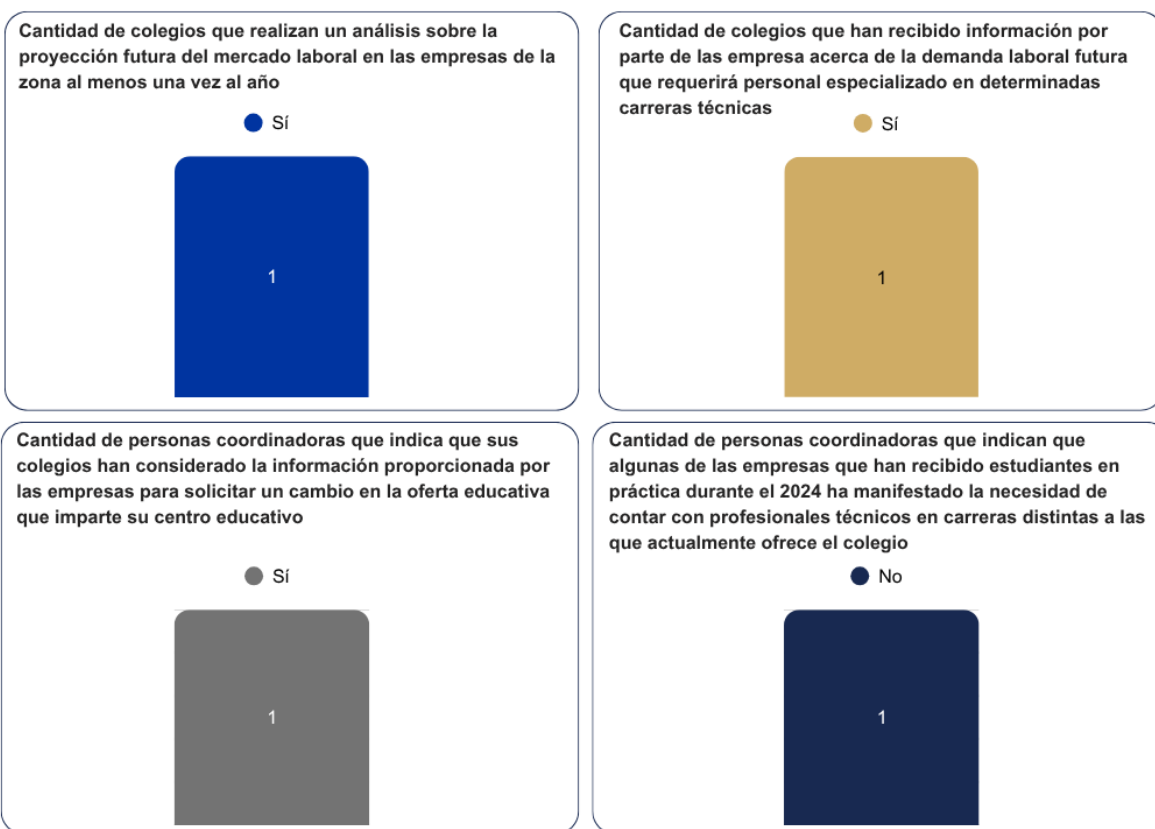 Cantidad de colegios que realizan un análisis sobre la
proyección futura del mercado laboral en las empresas de la
zona al menos una vez al año
Sí
1
Cantidad de colegios que han recibido información por
parte de las empresa acerca de la demanda laboral futura
que requerirá personal especializado en determinadas
carreras técnicas
Sí
1
Cantidad de personas coordinadoras que indica que sus
colegios han considerado la información proporcionada por
las empresas para solicitar un cambio en la oferta educativa
que imparte su centro educativo
Sí
1
Cantidad de personas coordinadoras que indican que
algunas de las empresas que han recibido estudiantes en
práctica durante el 2024 ha manifestado la necesidad de
contar con profesionales técnicos en carreras distintas a las
que actualmente ofrece el colegio
No
1